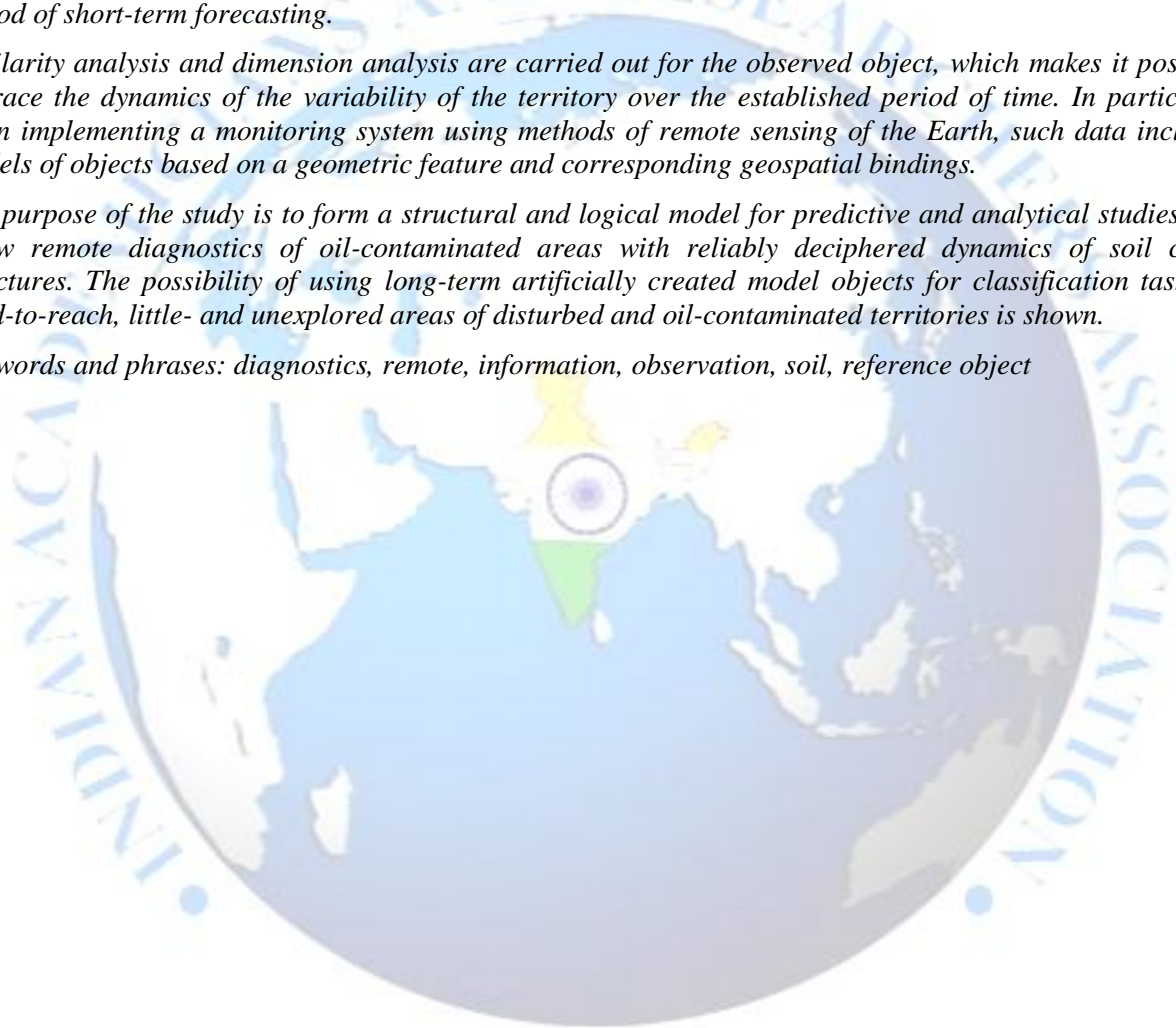 od of short-term forecasting.
larity analysis and dimension analysis are carried out for the observed object, which makes it pos
race the dynamics of the variability of the territory over the established period of time. In partic
n implementing a monitoring system using methods of remote sensing of the Earth, such data incl
els of objects based on a geometric feature and corresponding geospatial bindings.
purpose of the study is to form a structural and logical model for predictive and analytical studies
w remote diagnostics of oil-contaminated areas with reliably deciphered dynamics of soil c
ctures. The possibility of using long-term artificially created model objects for classification tas
d-to-reach, little- and unexplored areas of disturbed and oil-contaminated territories is shown.
words and phrases: diagnostics, remote, information, observation, soil, reference object
INDIAN ACADE
ASSOCIATION